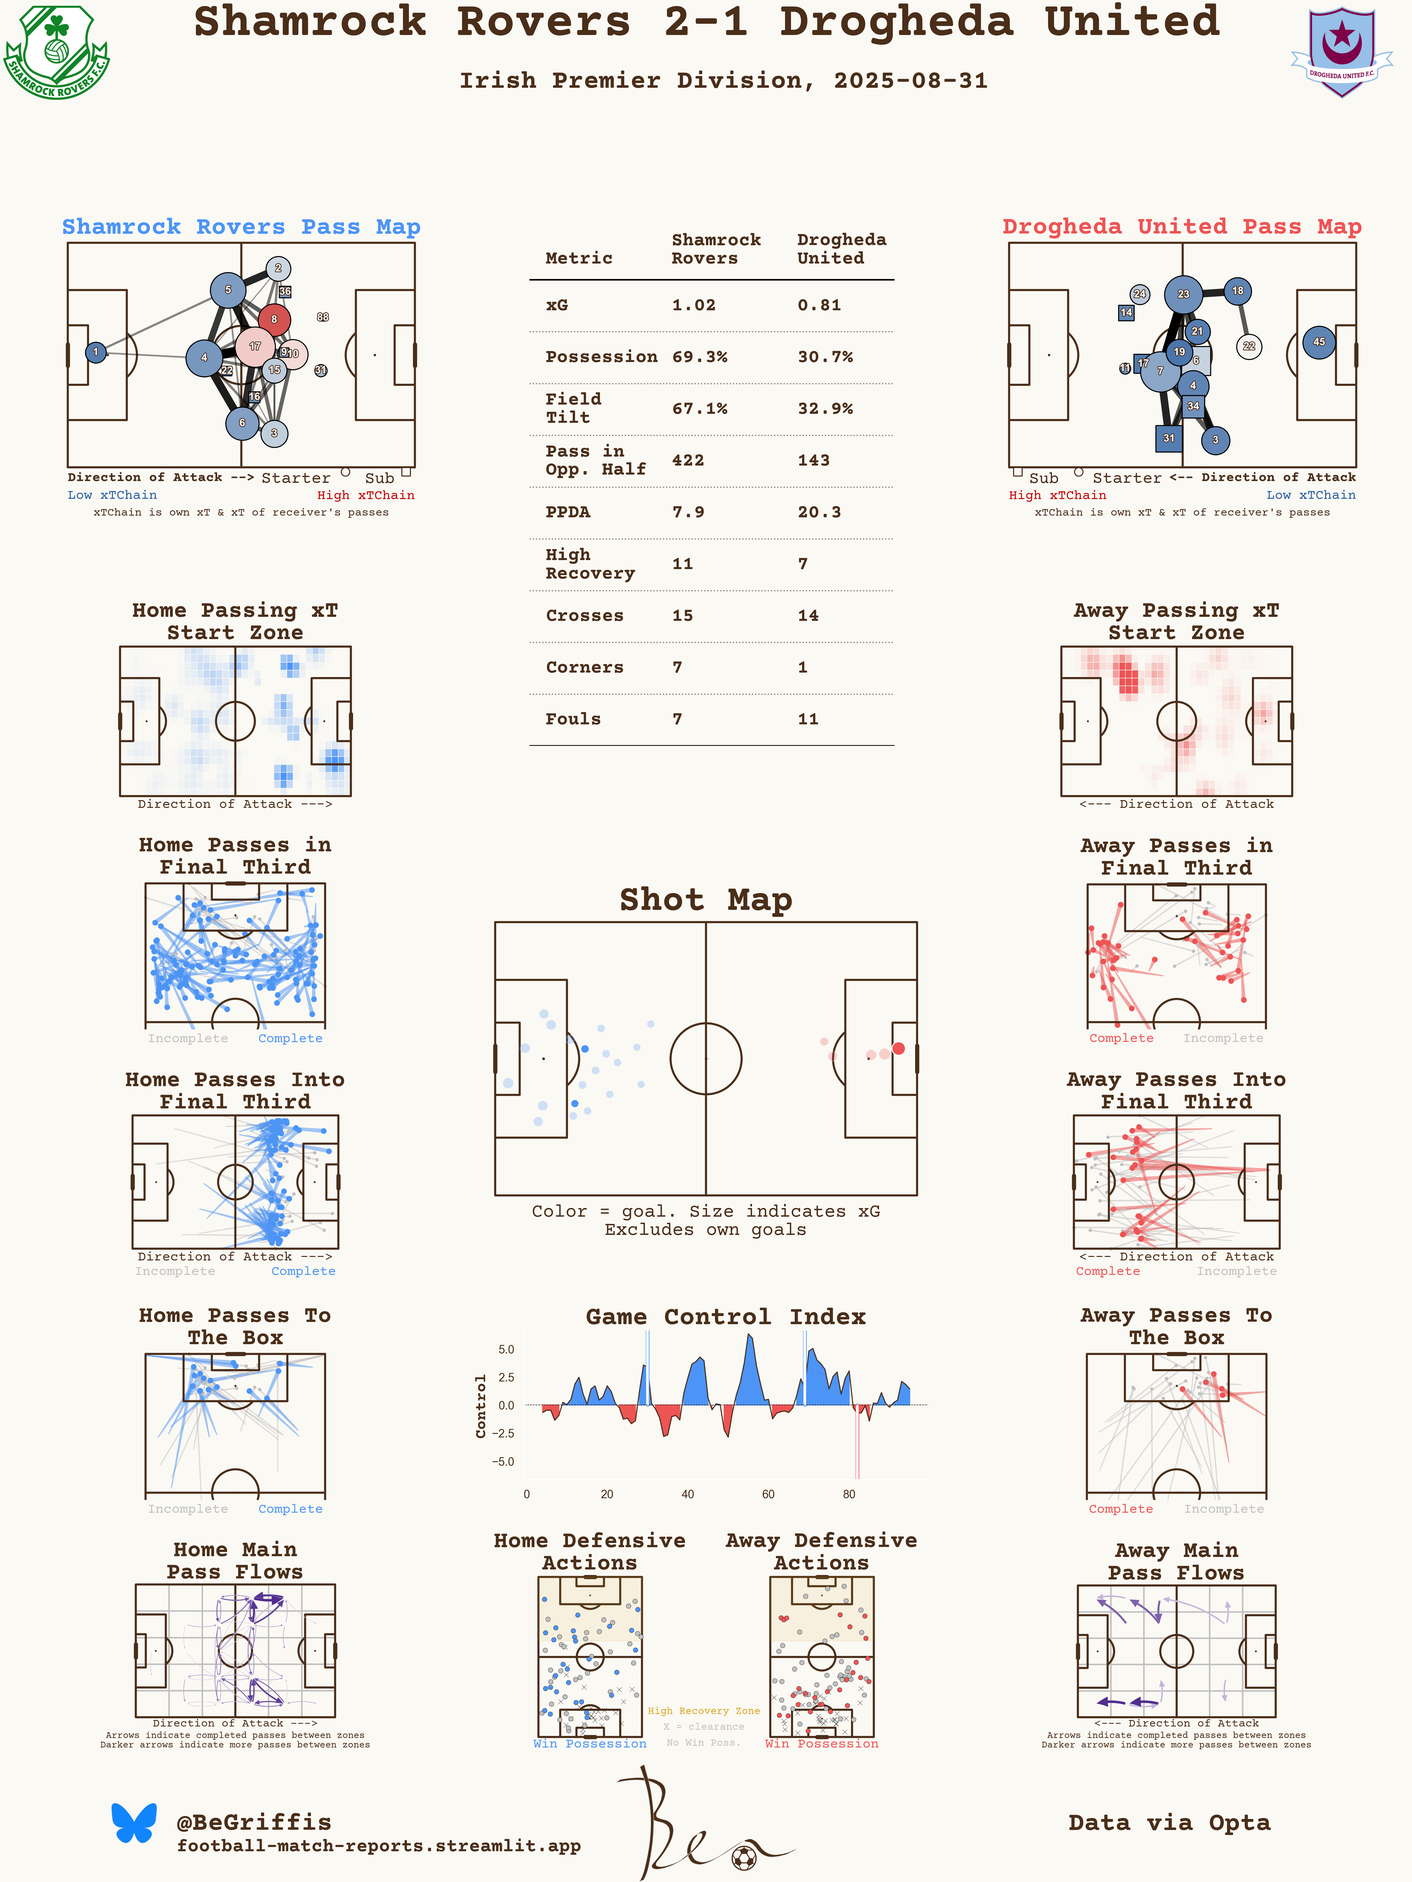 Shamrock Rovers 2-1 Drogheda United
Irish Premier Division, 2025-08-31
SHAMROCK ROVERS F.C.
DROGHEDA UNITED F.C.
Shamrock Rovers Pass Map
2
36
5
8
88
17
9
10
1
4
22
15
31
16
6
3
Direction of Attack --> Starter Sub
Low xTChain High xTChain
xTChain is own xT & xT of receiver's passes
Metric Shamrock Rovers Drogheda United
xG 1.02 0.81
Possession 69.3% 30.7%
Field Tilt 67.1% 32.9%
Pass in Opp. Half 422 143
PPDA 7.9 20.3
High Recovery 11 7
Crosses 15 14
Corners 7 1
Fouls 7 11
Drogheda United Pass Map
24
23
18
14
21
22
45
19
17
6
11
7
4
34
31
3
Sub Starter <-- Direction of Attack
High xTChain Low xTChain
xTChain is own xT & xT of receiver's passes
Home Passing xT
Start Zone
Direction of Attack --->
Away Passing xT
Start Zone
<--- Direction of Attack
Home Passes in
Final Third
Incomplete Complete
Away Passes in
Final Third
Complete Incomplete
Shot Map
Color = goal. Size indicates xG
Excludes own goals
Home Passes Into
Final Third
Direction of Attack --->
Incomplete Complete
Away Passes Into
Final Third
<--- Direction of Attack
Complete Incomplete
Home Passes To
The Box
Incomplete Complete
Game Control Index
Control
5.0
2.5
0.0
−2.5
−5.0
0 20 40 60 80
Away Passes To
The Box
Complete Incomplete
Home Main
Pass Flows
Direction of Attack --->
Arrows indicate completed passes between zones
Darker arrows indicate more passes between zones
Home Defensive
Actions
Win Possession
High Recovery Zone
X = clearance
No Win Poss.
Away Defensive
Actions
Win Possession
Away Main
Pass Flows
<--- Direction of Attack
Arrows indicate completed passes between zones
Darker arrows indicate more passes between zones
@BeGriffis
football-match-reports.streamlit.app
Ben
Data via Opta